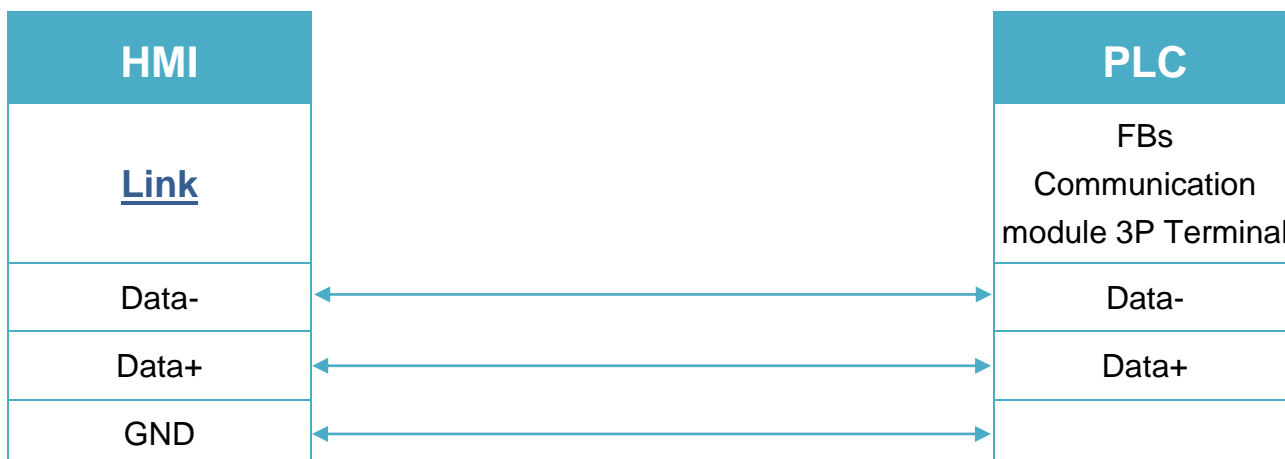 HMI
PLC
Link
FBs
Communication
module 3P Terminal
Data-
Data-
Data+
Data+
GND